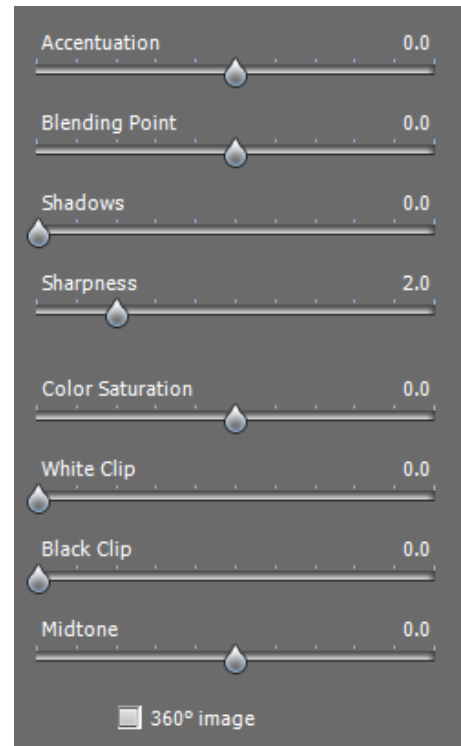 Accentuation 0.0
Blending Point 0.0
Shadows 0.0
Sharpness 2.0
Color Saturation 0.0
White Clip 0.0
Black Clip 0.0
Midtone 0.0
360° image